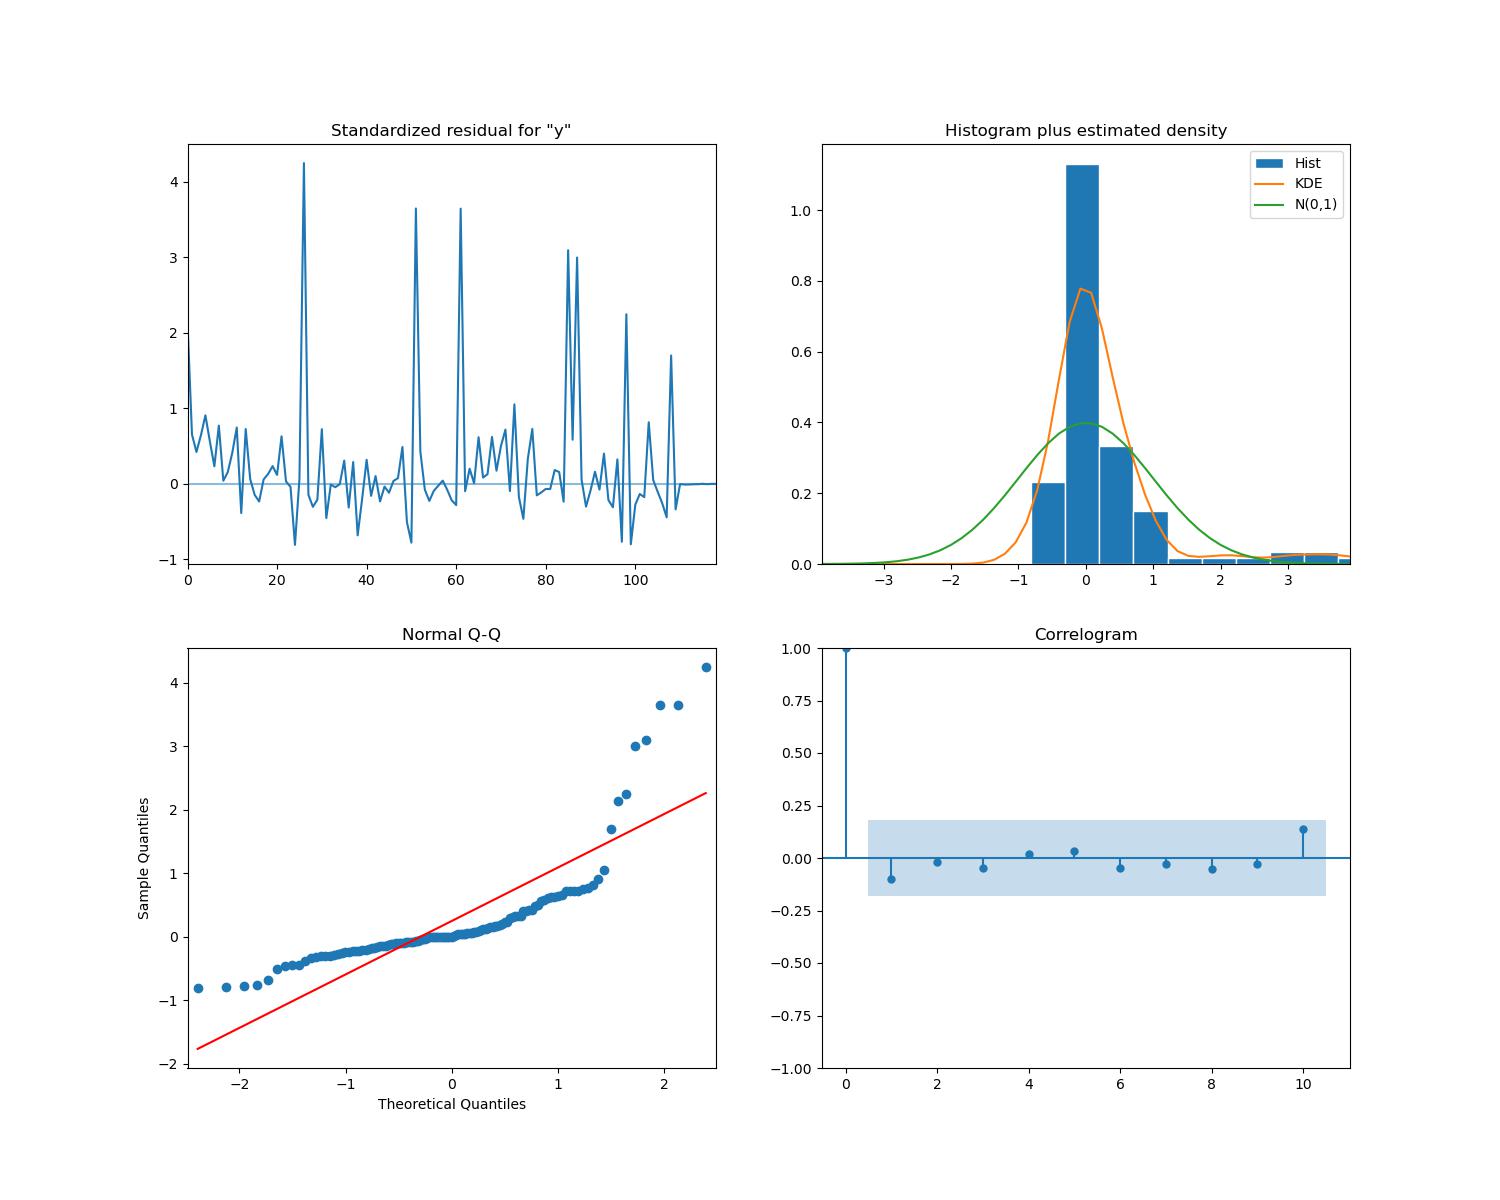 Standardized residual for "y"
4
3
2
1
0
−1
0 20 40 60 80 100
Histogram plus estimated density
Hist
KDE
N(0,1)
1.0
0.8
0.6
0.4
0.2
0.0
−3 −2 −1 0 1 2 3
Normal Q-Q
Sample Quantiles
4
3
2
1
0
−1
−2
−2 −1 0 1 2
Theoretical Quantiles
Correlogram
1.00
0.75
0.50
0.25
0.00
−0.25
−0.50
−0.75
−1.00
0 2 4 6 8 10